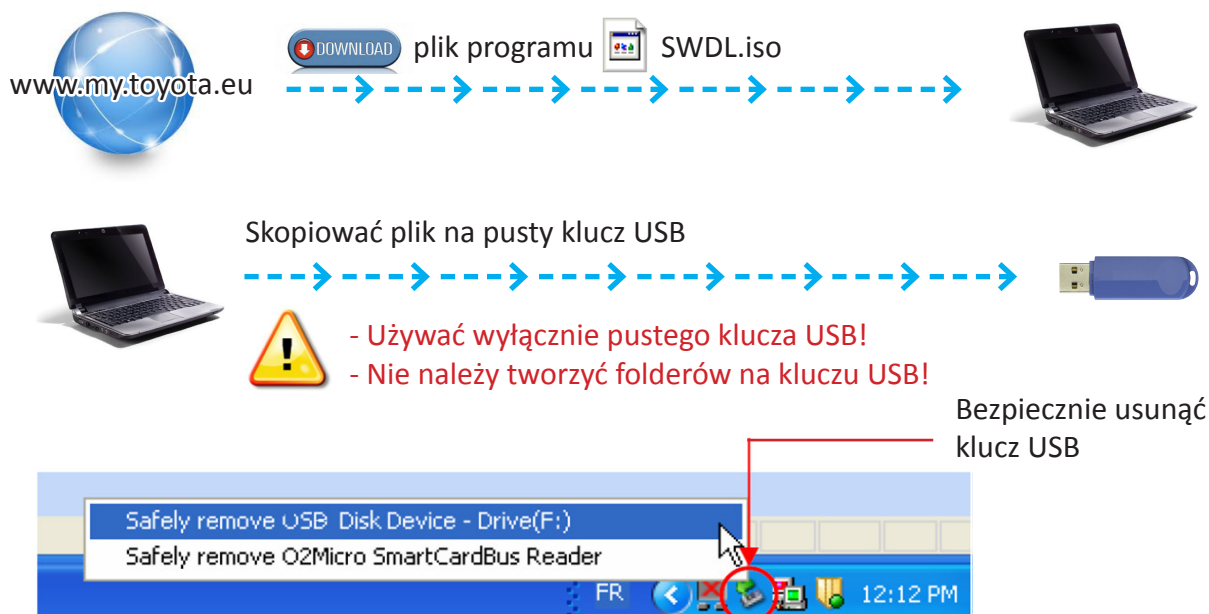 DOWNLOAD plik programu SWDL.iso
www.my.toyota.eu
Skopiować plik na pusty klucz USB
- Używać wyłącznie pustego klucza USB!
- Nie należy tworzyć folderów na kluczu USB!
Bezpiecznie usunąć
klucz USB
Safely remove USB Disk Device - Drive(F:)
Safely remove O2Micro SmartCardBus Reader
FR 12:12 PM